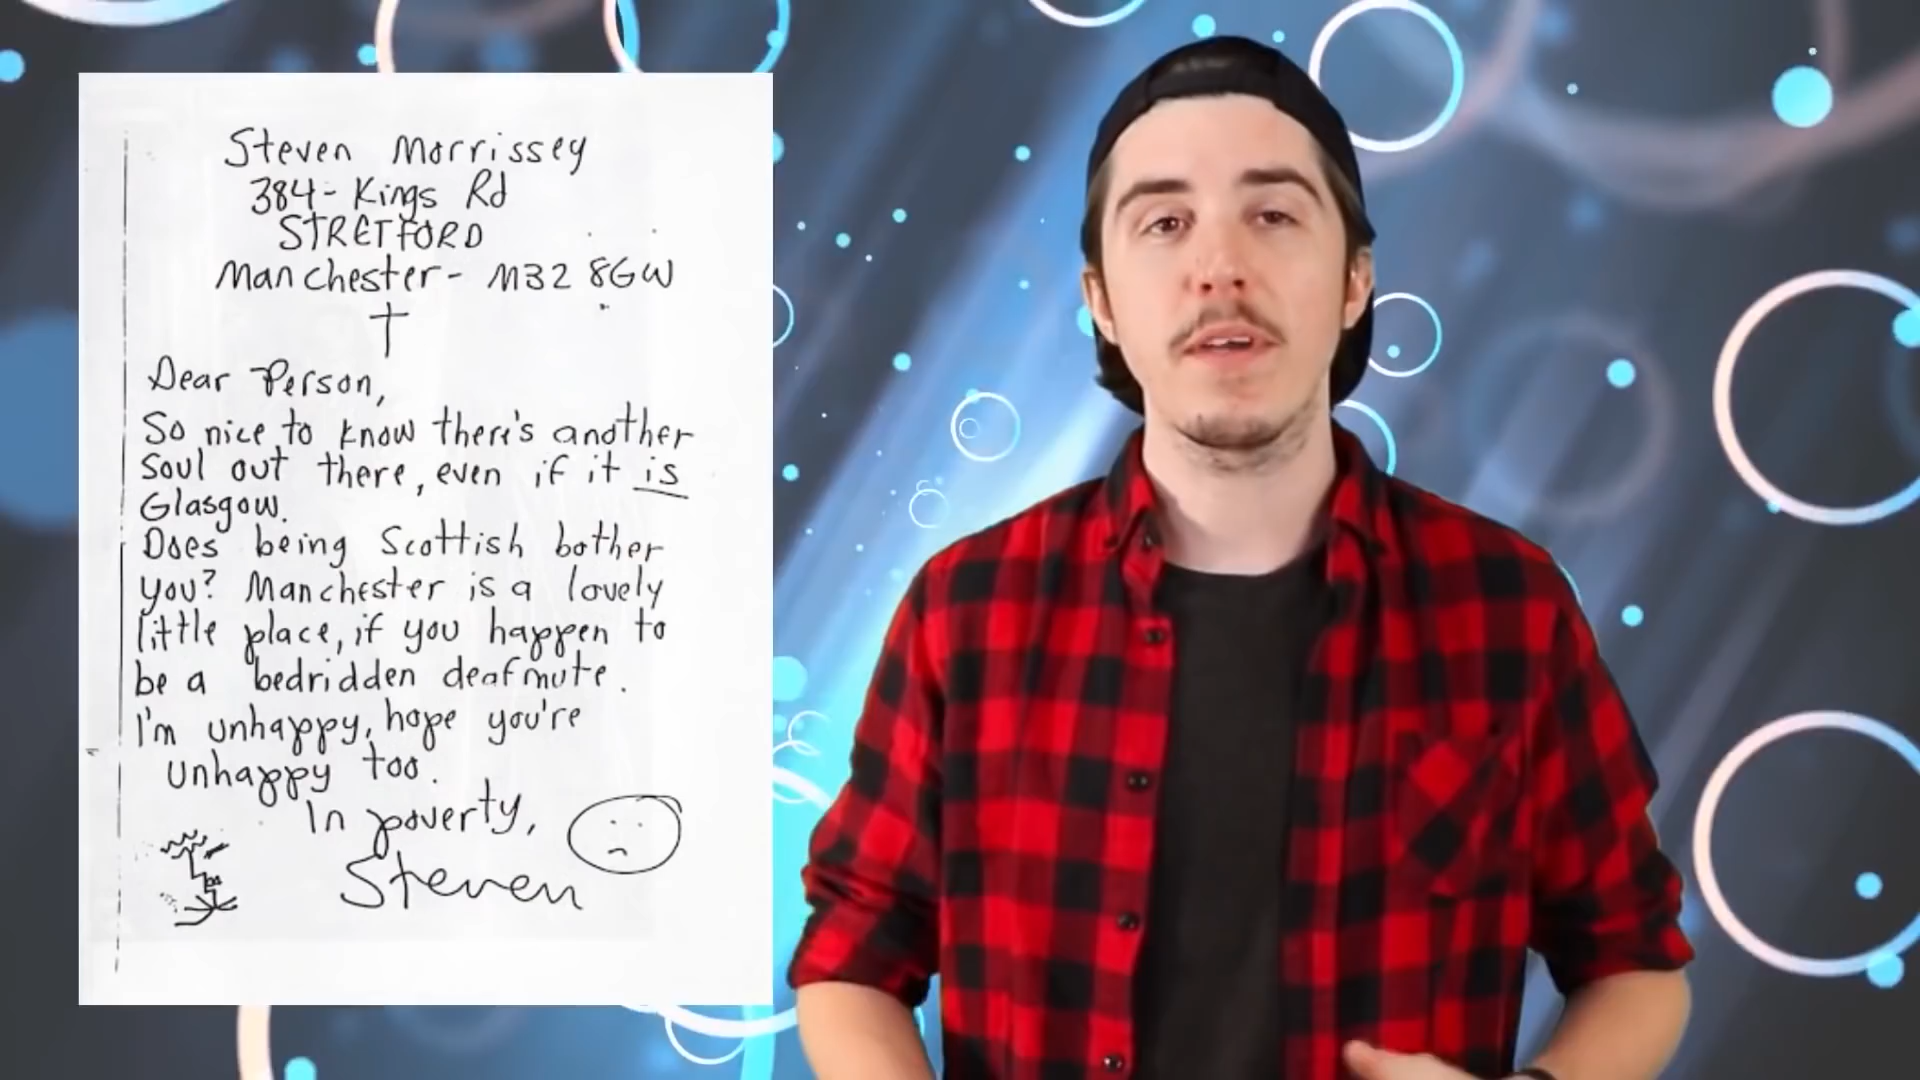 Steven Morrissey
384- Kings Rd
STRETFORD
Manchester- M32 8GW
Dear Person,
So nice to know there's another
soul out there, even if it is
Glasgow.
Does being Scottish bother
you? Manchester is a lovely
little place, if you happen to
be a bedridden deafmute.
I'm unhappy, hope you're
unhappy too.
In poverty,
Steven